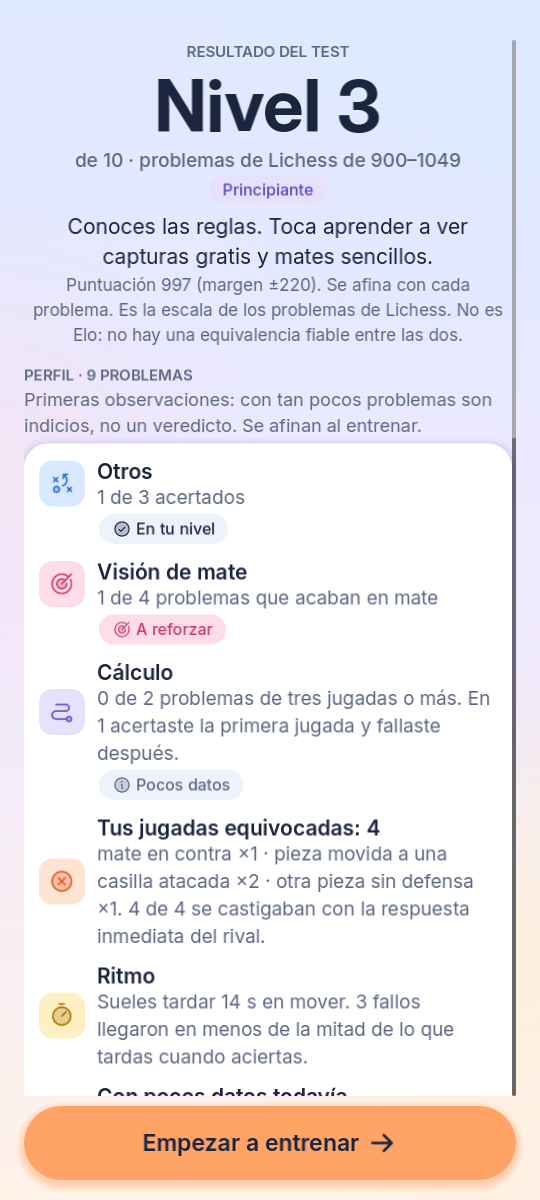 RESULTADO DEL TEST
Nivel 3
de 10 · problemas de Lichess de 900–1049
Principiante
Conoces las reglas. Toca aprender a ver
capturas gratis y mates sencillos.
Puntuación 997 (margen ±220). Se afina con cada
problema. Es la escala de los problemas de Lichess. No es
Elo: no hay una equivalencia fiable entre las dos.
PERFIL · 9 PROBLEMAS
Primeras observaciones: con tan pocos problemas son
indicios, no un veredicto. Se afinan al entrenar.
Otros
1 de 3 acertados
En tu nivel
Visión de mate
1 de 4 problemas que acaban en mate
A reforzar
Cálculo
0 de 2 problemas de tres jugadas o más. En
1 acertaste la primera jugada y fallaste
después.
Pocos datos
Tus jugadas equivocadas: 4
mate en contra ×1 · pieza movida a una
casilla atacada ×2 · otra pieza sin defensa
×1. 4 de 4 se castigaban con la respuesta
inmediata del rival.
Ritmo
Sueles tardar 14 s en mover. 3 fallos
llegaron en menos de la mitad de lo que
tardas cuando aciertas.
Con pocos datos todavía
Empezar a entrenar →